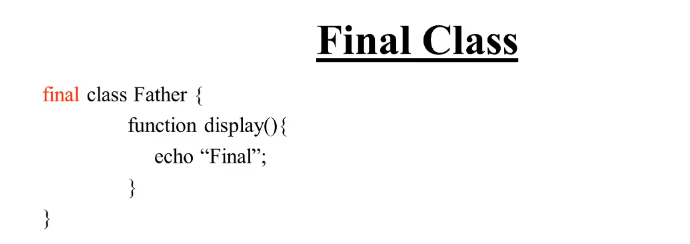 Final Class
final class Father {
function display(){
echo “Final”;
}
}